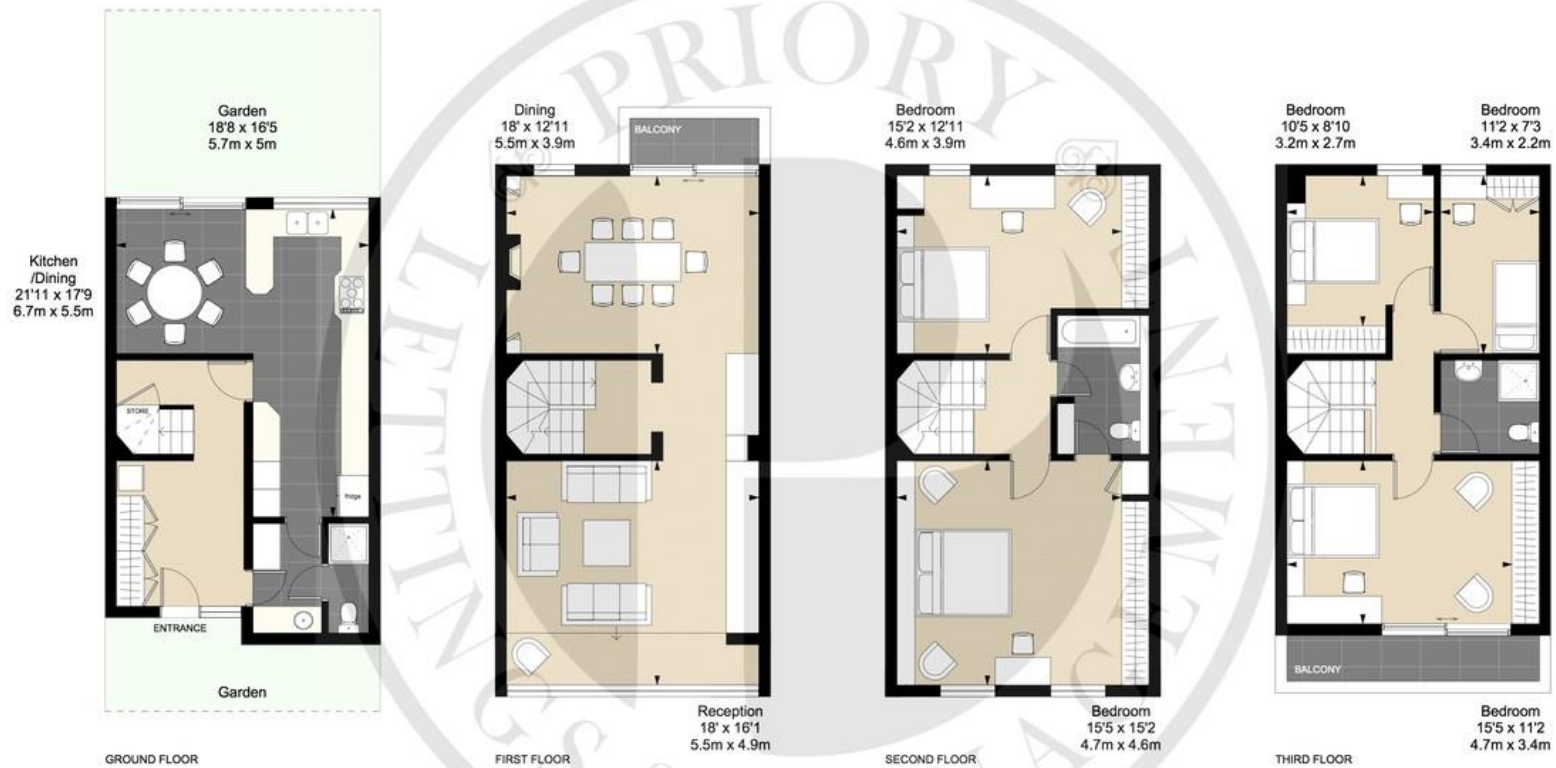 Garden
18'8 x 16'5
5.7m x 5m
Kitchen
/Dining
21'11 x 17'9
6.7m x 5.5m
STORE
fridge
ENTRANCE
Garden
GROUND FLOOR
Dining
18' x 12'11
5.5m x 3.9m
BALCONY
Reception
18' x 16'1
5.5m x 4.9m
FIRST FLOOR
Bedroom
15'2 x 12'11
4.6m x 3.9m
Bedroom
15'5 x 15'2
4.7m x 4.6m
SECOND FLOOR
Bedroom
10'5 x 8'10
3.2m x 2.7m
Bedroom
11'2 x 7'3
3.4m x 2.2m
BALCONY
Bedroom
15'5 x 11'2
4.7m x 3.4m
THIRD FLOOR
PRIORY
P